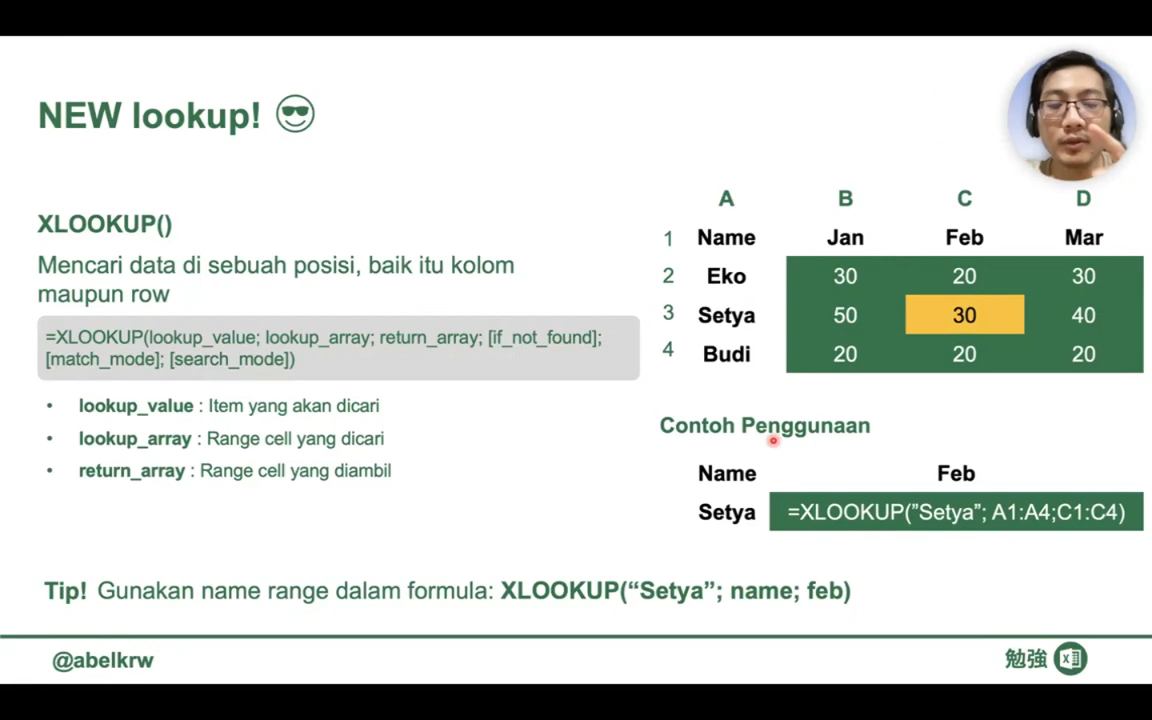 NEW lookup!
XLOOKUP()
Mencari data di sebuah posisi, baik itu kolom
maupun row
=XLOOKUP(lookup_value; lookup_array; return_array; [if_not_found];
[match_mode]; [search_mode])
• lookup_value : Item yang akan dicari
• lookup_array : Range cell yang dicari
• return_array : Range cell yang diambil
A B C D
1 Name Jan Feb Mar
2 Eko 30 20 30
3 Setya 50 30 40
4 Budi 20 20 20
Contoh Penggunaan
Name Feb
Setya =XLOOKUP(”Setya”; A1:A4;C1:C4)
Tip! Gunakan name range dalam formula: XLOOKUP(“Setya”; name; feb)
@abelkrw
勉強 X